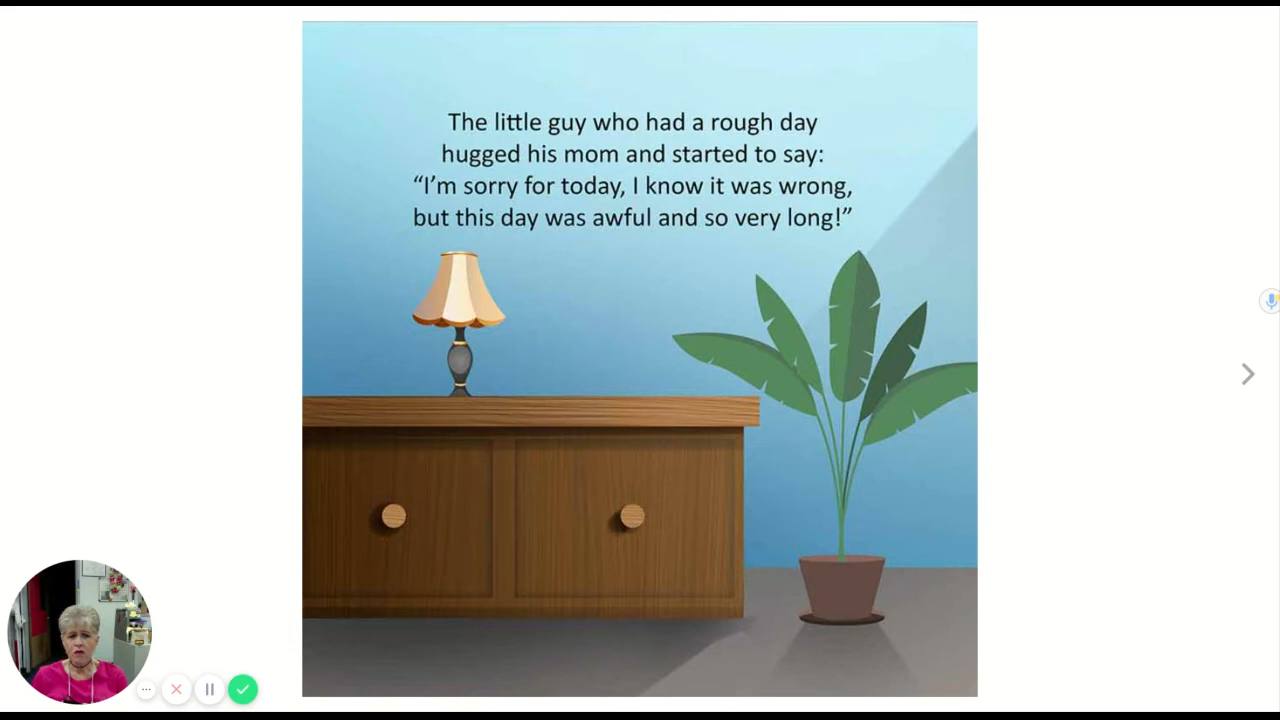 The little guy who had a rough day
hugged his mom and started to say:
“I’m sorry for today, I know it was wrong,
but this day was awful and so very long!”